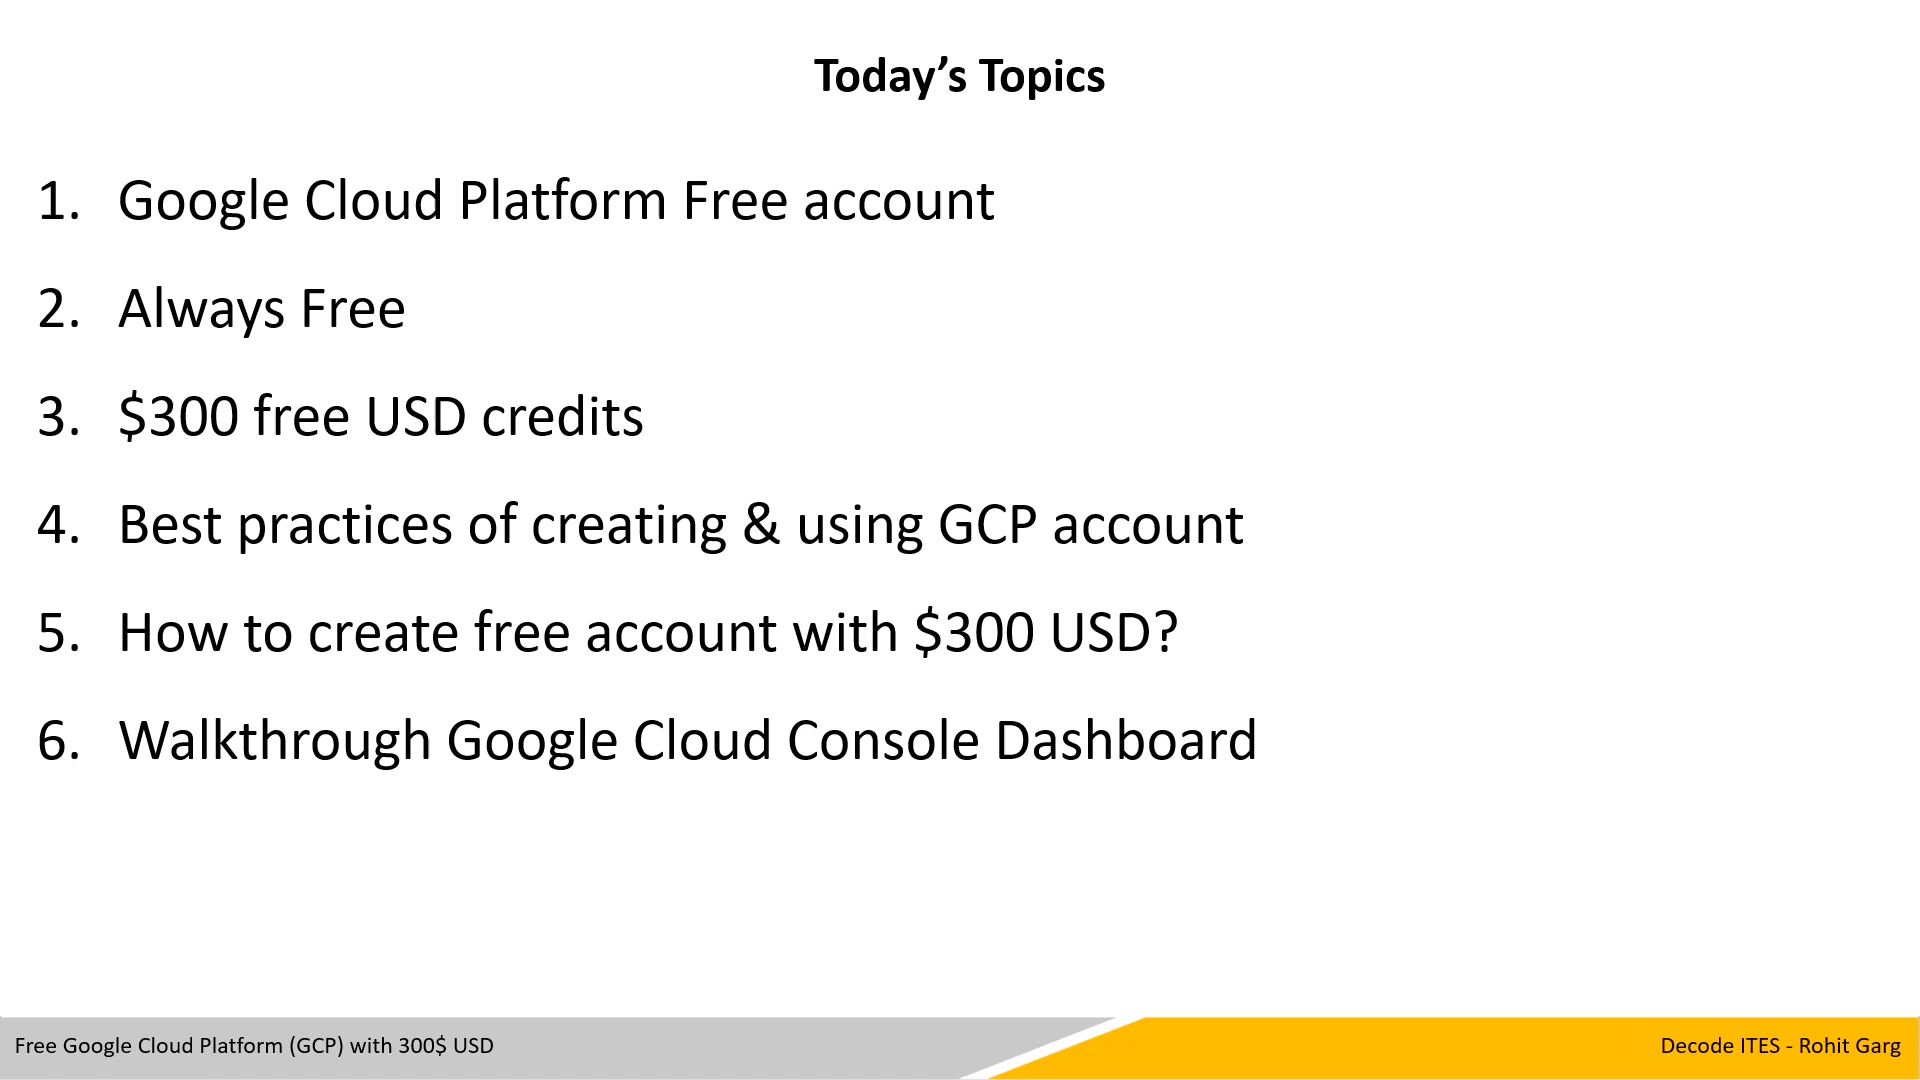 Today’s Topics
1. Google Cloud Platform Free account
2. Always Free
3. $300 free USD credits
4. Best practices of creating & using GCP account
5. How to create free account with $300 USD?
6. Walkthrough Google Cloud Console Dashboard
Free Google Cloud Platform (GCP) with 300$ USD
Decode ITES - Rohit Garg